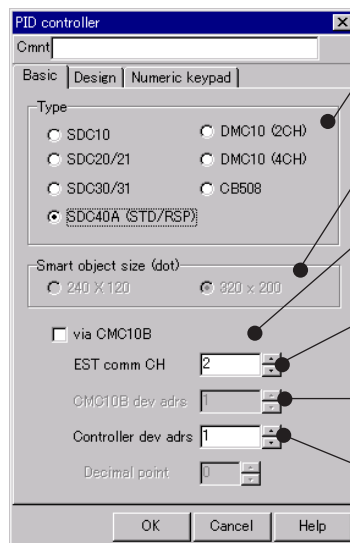 PID controller
Cmnt
Basic Design Numeric keypad
Type
SDC10 DMC10 (2CH)
SDC20/21 DMC10 (4CH)
SDC30/31 CB508
SDC40A (STD/RSP)
Smart object size (dot)
240 X 120 320 x 200
via CMC10B
EST comm CH 2
CMC10B dev adrs 1
Controller dev adrs 1
Decimal point 0
OK Cancel Help